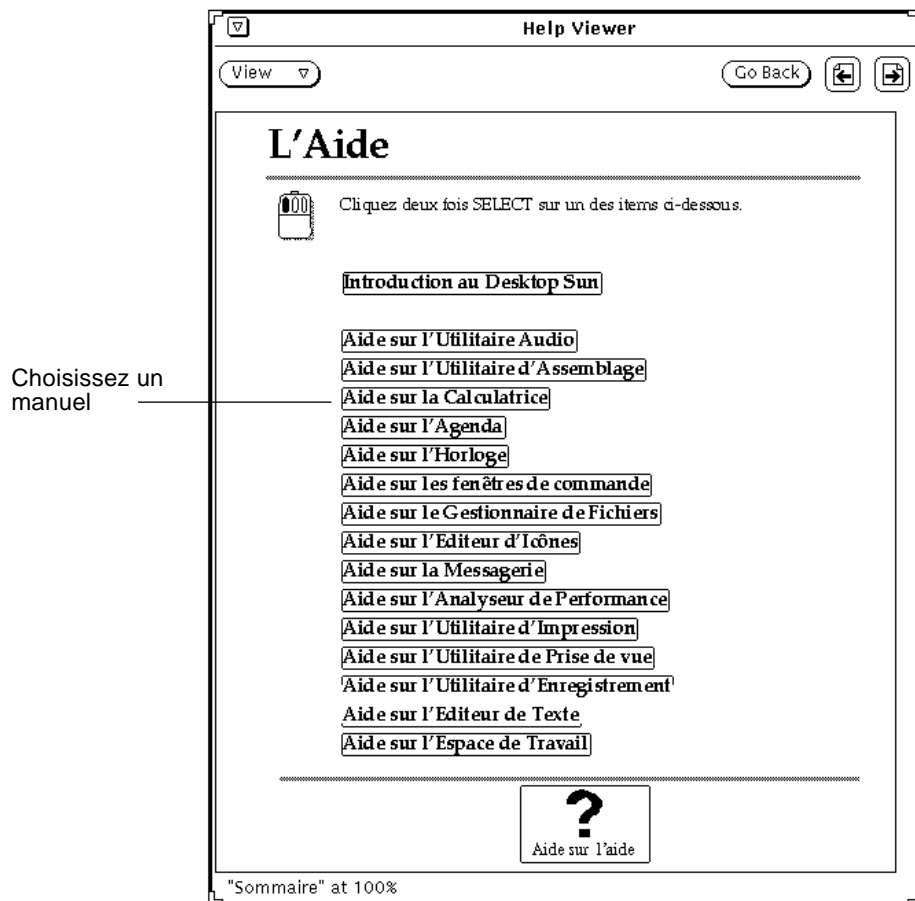 Help Viewer
View
Go Back
L'Aide
Cliquez deux fois SELECT sur un des items ci-dessous.
Introduction au Desktop Sun
Aide sur l'Utilitaire Audio
Aide sur l'Utilitaire d'Assemblage
Choisissez un
manuel
Aide sur la Calculatrice
Aide sur l'Agenda
Aide sur l'Horloge
Aide sur les fenêtres de commande
Aide sur le Gestionnaire de Fichiers
Aide sur l'Editeur d'Icônes
Aide sur la Messagerie
Aide sur l'Analyseur de Performance
Aide sur l'Utilitaire d'Impression
Aide sur l'Utilitaire de Prise de vue
Aide sur l'Utilitaire d'Enregistrement
Aide sur l'Editeur de Texte
Aide sur l'Espace de Travail
?
Aide sur l'aide
"Sommaire" at 100%